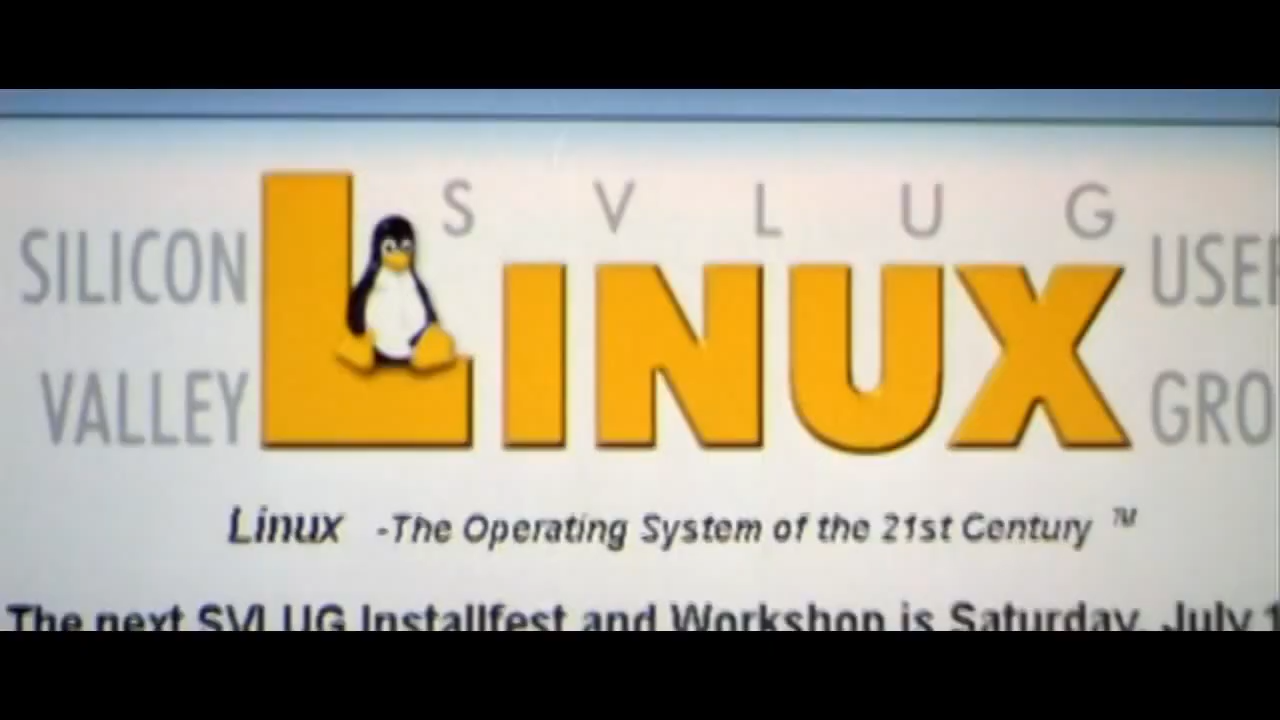 S V L U G
SILICON LINUX USE
VALLEY GRO
Linux -The Operating System of the 21st Century ™
The next SVLUG Installfest and Workshop is Saturday, July 1